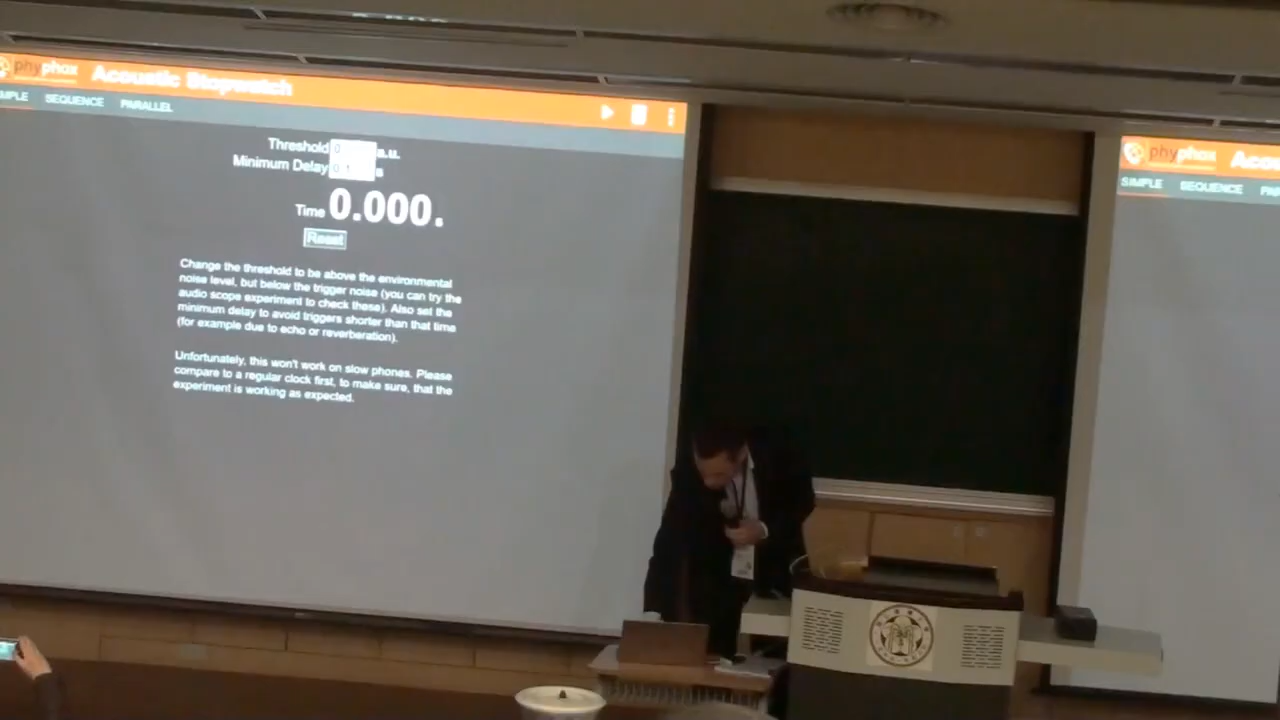 phyphox Acoustic Stopwatch
SEQUENCE PARALLEL
Threshold a.u.
Minimum Delay 0.1 s
Time 0.000.
Reset
Change the threshold to be above the environmental
noise level, but below the trigger noise (you can try the
audio scope experiment to check these). Also set the
minimum delay to avoid triggers shorter than that time
(for example due to echo or reverberation).
Unfortunately, this won't work on slow phones. Please
compare to a regular clock first, to make sure, that the
experiment is working as expected.
phyphox
SIMPLE SEQUENCE